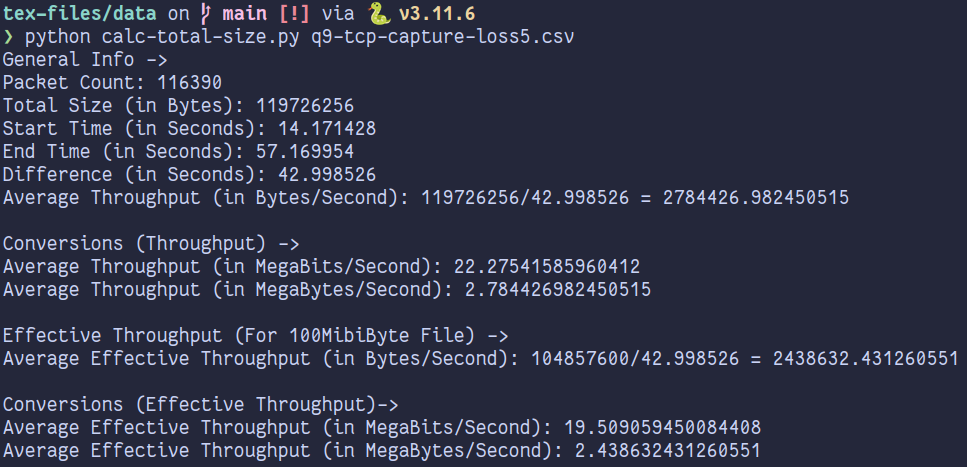 tex-files/data on  main [!] via 🐍 v3.11.6
❯ python calc-total-size.py q9-tcp-capture-loss5.csv
General Info ->
Packet Count: 116390
Total Size (in Bytes): 119726256
Start Time (in Seconds): 14.171428
End Time (in Seconds): 57.169954
Difference (in Seconds): 42.998526
Average Throughput (in Bytes/Second): 119726256/42.998526 = 2784426.982450515
Conversions (Throughput) ->
Average Throughput (in MegaBits/Second): 22.27541585960412
Average Throughput (in MegaBytes/Second): 2.784426982450515
Effective Throughput (For 100MibiByte File) ->
Average Effective Throughput (in Bytes/Second): 104857600/42.998526 = 2438632.431260551
Conversions (Effective Throughput)->
Average Effective Throughput (in MegaBits/Second): 19.509059450084408
Average Effective Throughput (in MegaBytes/Second): 2.438632431260551